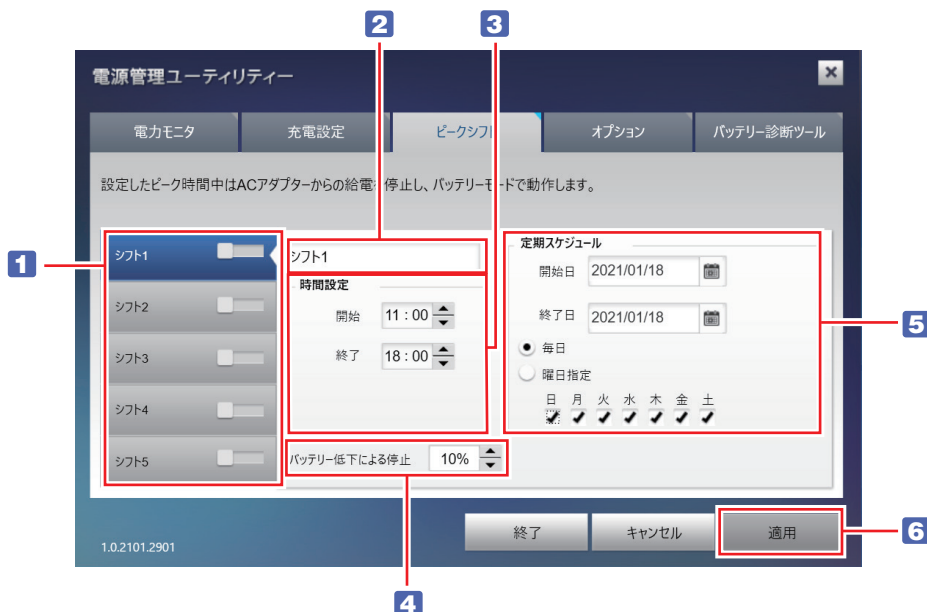 2 3
電源管理ユーティリティー
電力モニタ 充電設定 ピークシフト オプション バッテリー診断ツール
設定したピーク時間中はACアダプターからの給電を停止し、バッテリーモードで動作します。
1
シフト1
シフト2
シフト3
シフト4
シフト5
シフト1
時間設定
開始 11:00
終了 18:00
バッテリー低下による停止 10%
4
定期スケジュール
開始日 2021/01/18
終了日 2021/01/18
毎日
曜日指定
日 月 火 水 木 金 土
5
終了 キャンセル 適用
6
1.0.2101.2901